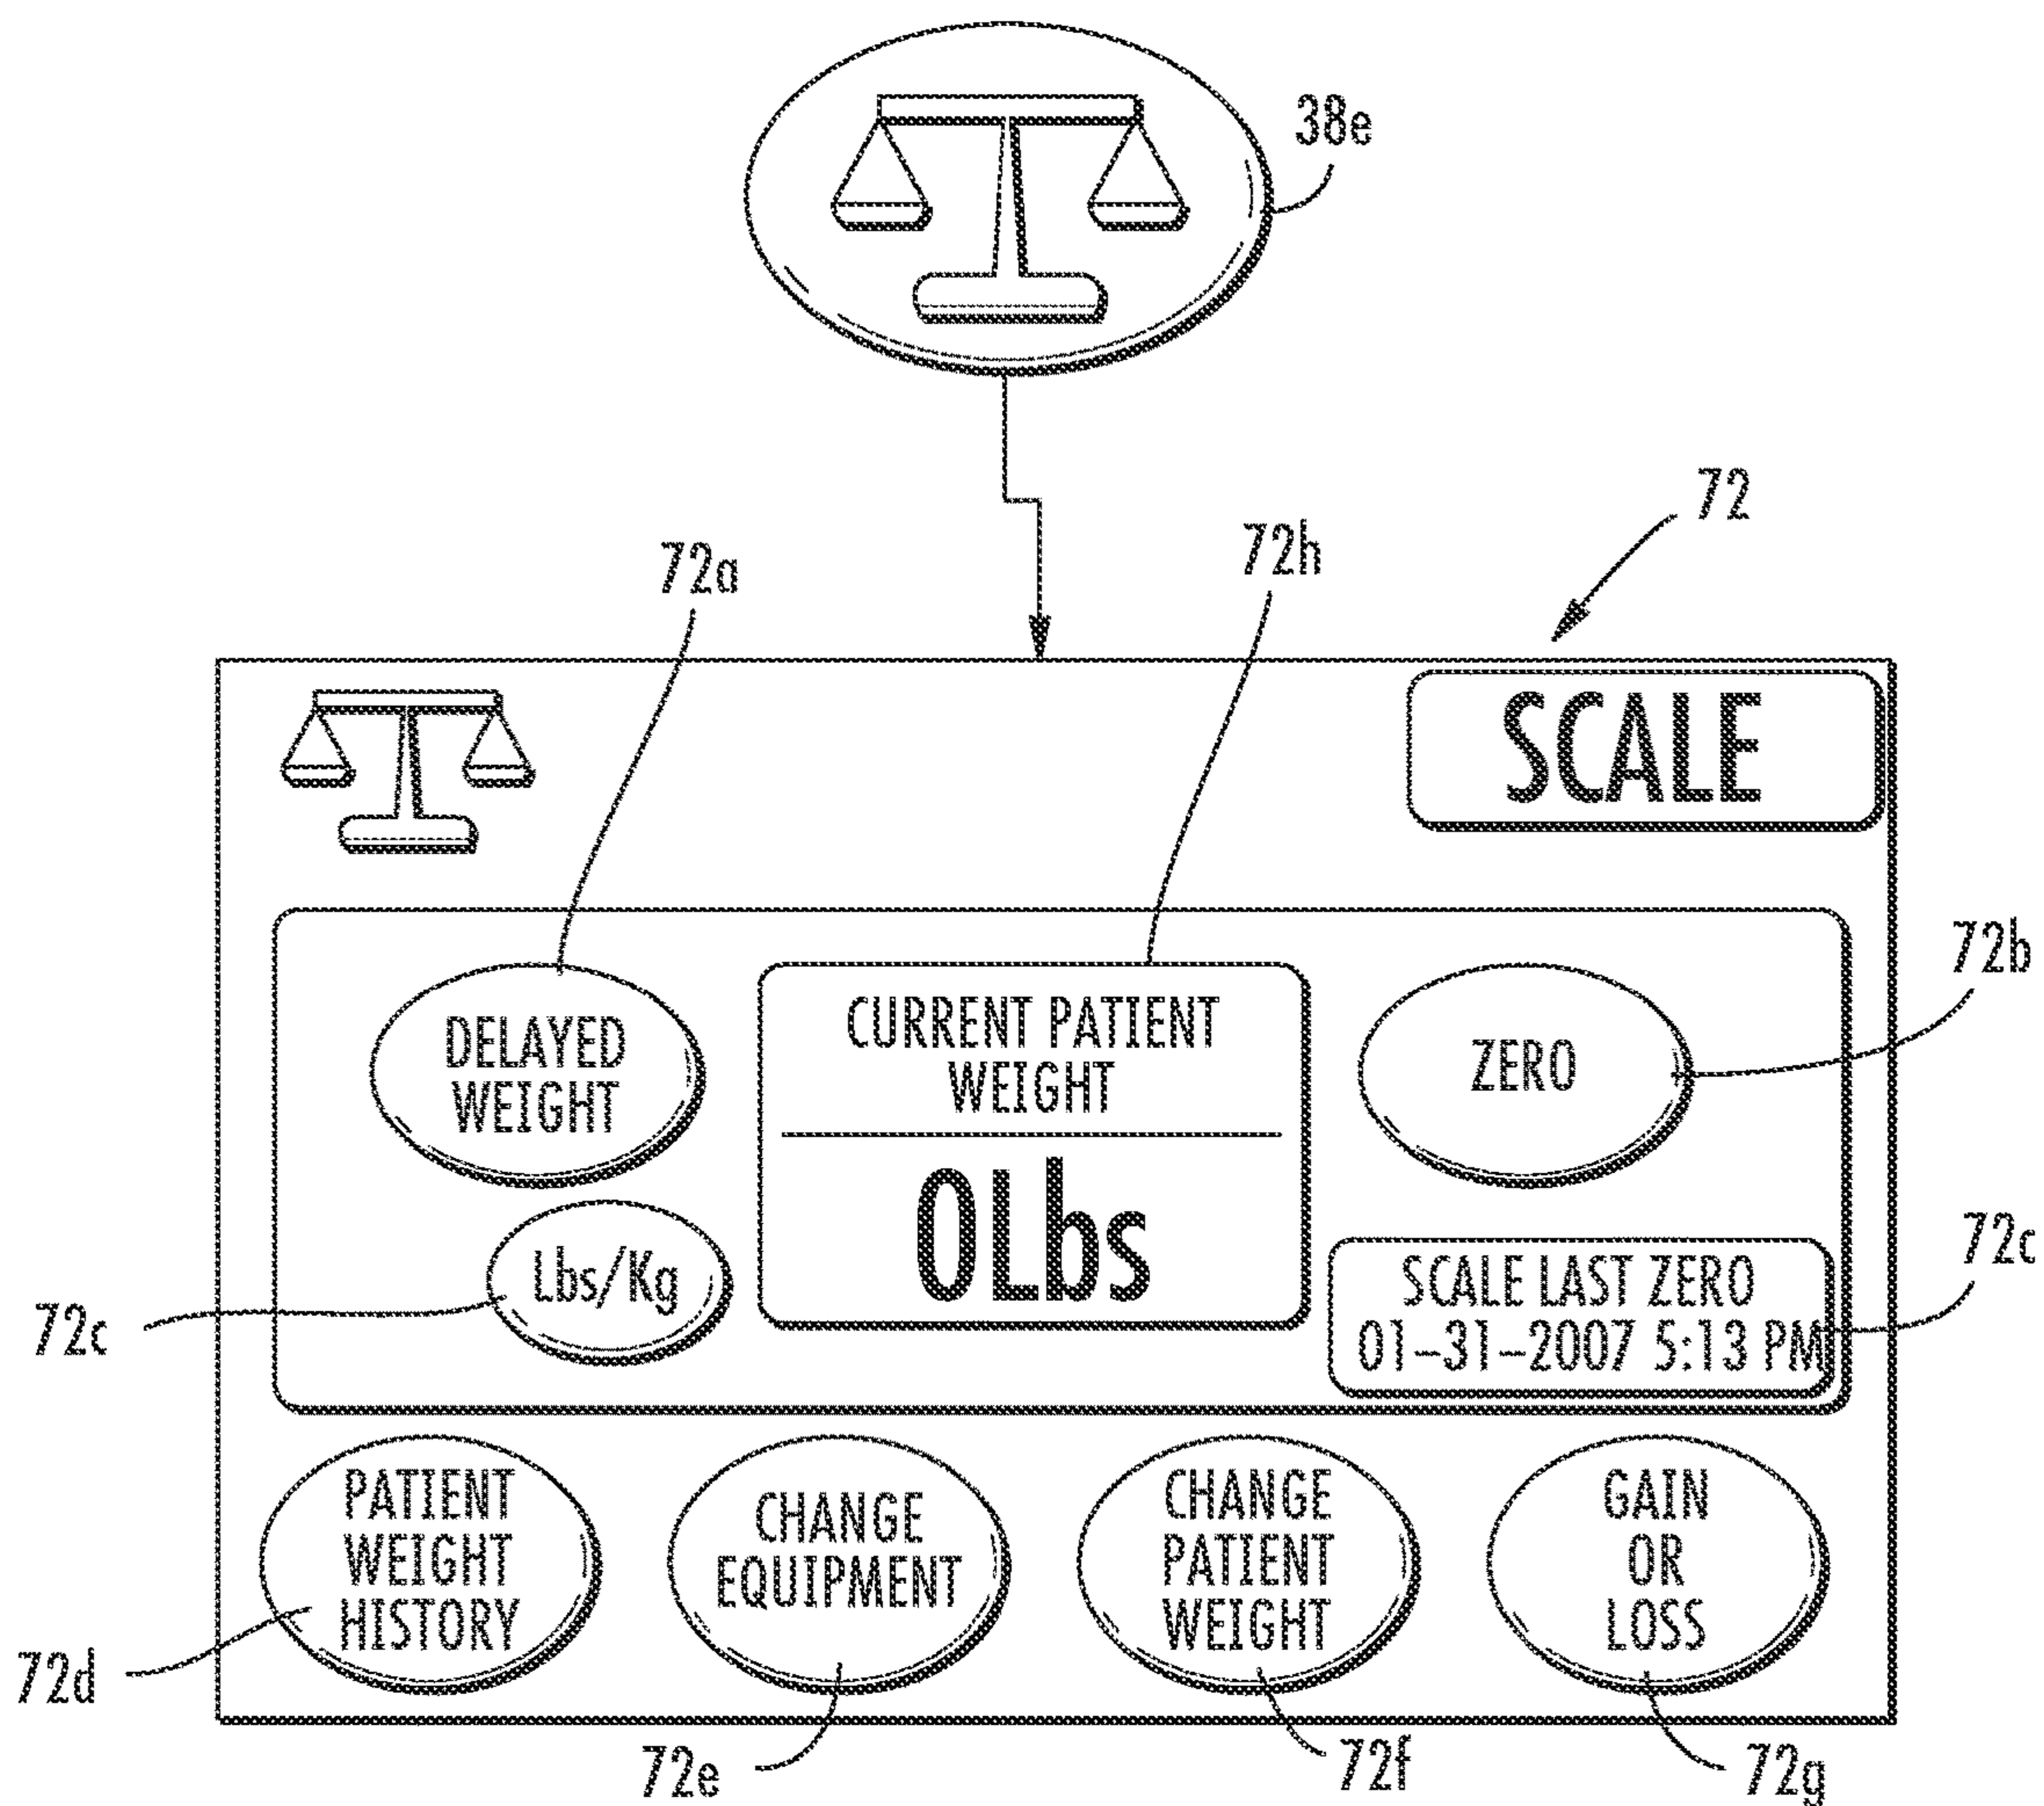 38e
72
72a
72h
SCALE
72b
DELAYED
WEIGHT
CURRENT PATIENT
WEIGHT
ZERO
0Lbs
72c
Lbs/Kg
72c
SCALE LAST ZERO
01-31-2007 5:13 PM
PATIENT
WEIGHT
HISTORY
CHANGE
EQUIPMENT
CHANGE
PATIENT
WEIGHT
GAIN
OR
LOSS
72d
72e
72f
72g